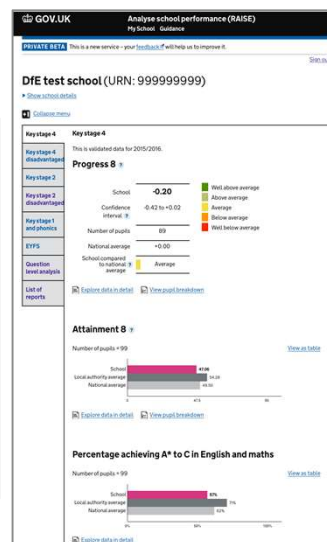 GOV.UK
Analyse school performance (RAISE)
My School Guidance
PRIVATE BETA This is a new service – your feedback will help us to improve it.
Sign
DfE test school (URN: 999999999)
Show school details
Collapse menu
Key stage 4
Key stage 4 disadvantaged
Key stage 2
Key stage 2 disadvantaged
Key stage 1 and phonics
EYFS
Question level analysis
List of reports
Key stage 4
This is validated data for 2015/2016.
Progress 8 ?
School -0.20
Confidence interval ? -0.42 to +0.02
Number of pupils 89
National average +0.00
School compared to national average ? Average
Well above average
Above average
Average
Below average
Well below average
Explore data in detail View pupil breakdown
Attainment 8 ?
Number of pupils = 99
View as table
School
Local authority average
National average
0
Explore data in detail View pupil breakdown
Percentage achieving A* to C in English and maths
Number of pupils = 99
View as table
School
Local authority average
National average
0%
50%
100%
Explore data in detail